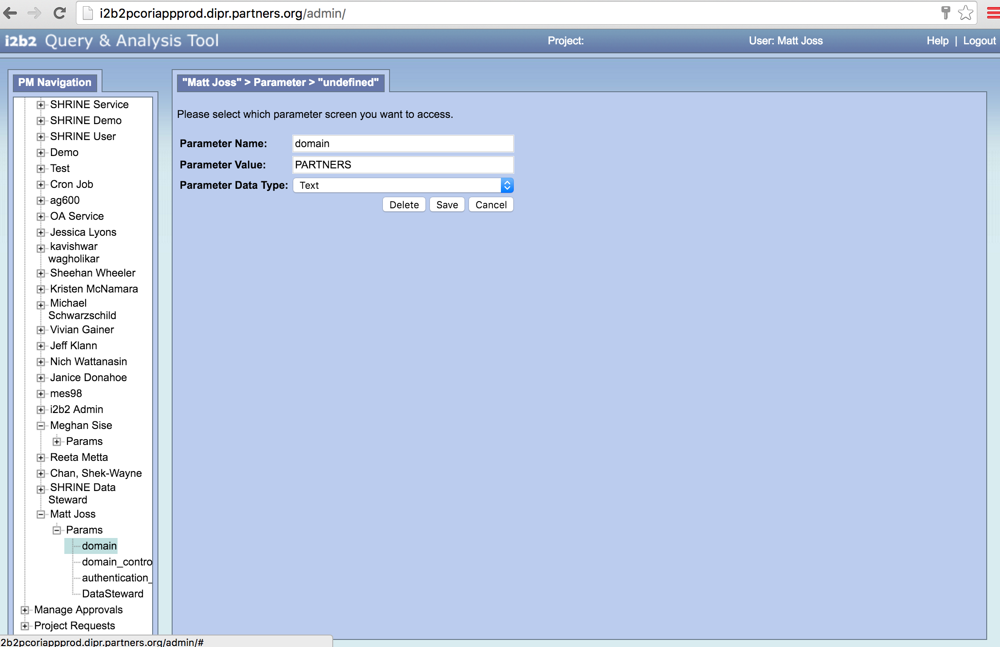 i2b2pcoriappprod.dipr.partners.org/admin/
i2b2 Query & Analysis Tool
Project:
User: Matt Joss
Help | Logout
PM Navigation
SHRINE Service
SHRINE Demo
SHRINE User
Demo
Test
Cron Job
ag600
OA Service
Jessica Lyons
kavishwar
wagholikar
Sheehan Wheeler
Kristen McNamara
Michael
Schwarzschild
Vivian Gainer
Jeff Klann
Nich Wattanasin
Janice Donahoe
mes98
i2b2 Admin
Meghan Sise
Params
Reeta Metta
Chan, Shek-Wayne
SHRINE Data
Steward
Matt Joss
Params
domain
domain_contro
authentication_
DataSteward
Manage Approvals
Project Requests
"Matt Joss" > Parameter > "undefined"
Please select which parameter screen you want to access.
Parameter Name: domain
Parameter Value: PARTNERS
Parameter Data Type: Text
Delete Save Cancel
2b2pcoriappprod.dipr.partners.org/admin/#